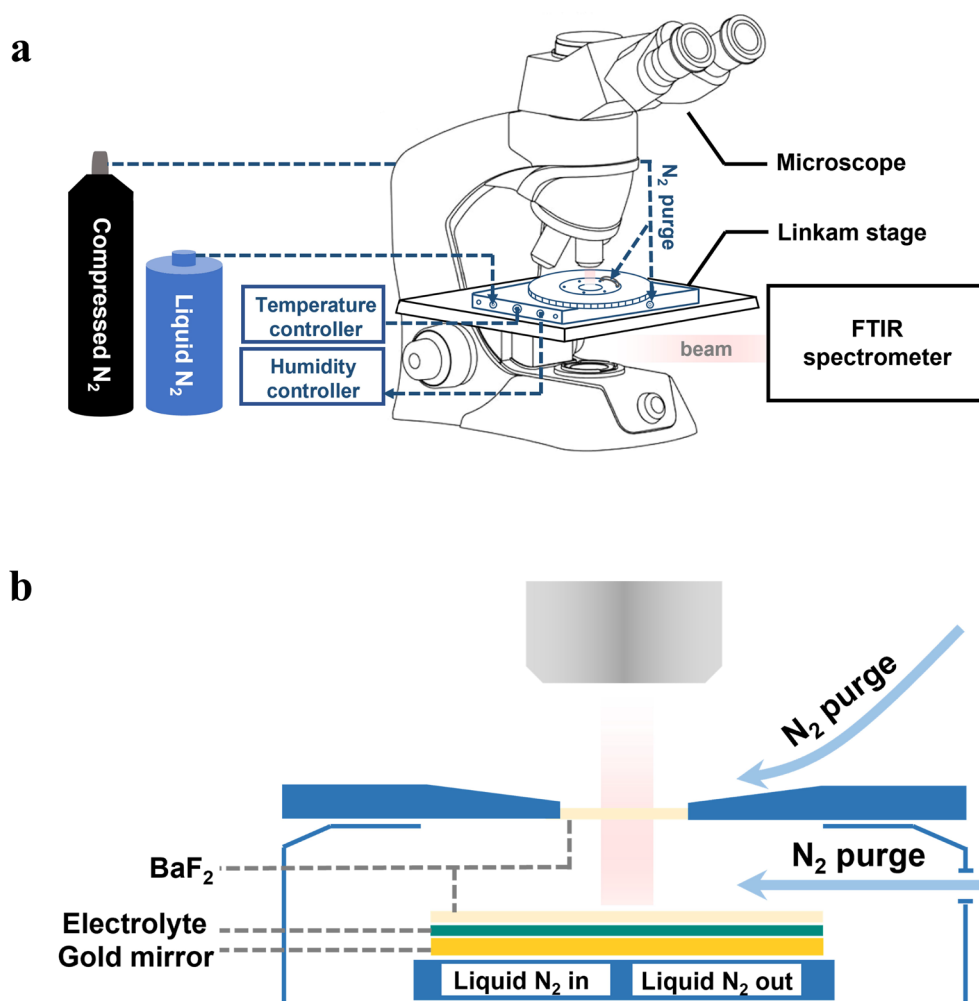 a
Microscope
N₂ purge
Compressed N₂
Linkam stage
Liquid N₂
Temperature
controller
FTIR
spectrometer
beam
Humidity
controller
b
N₂ purge
N₂ purge
BaF₂
Electrolyte
Gold mirror
Liquid N₂ in
Liquid N₂ out